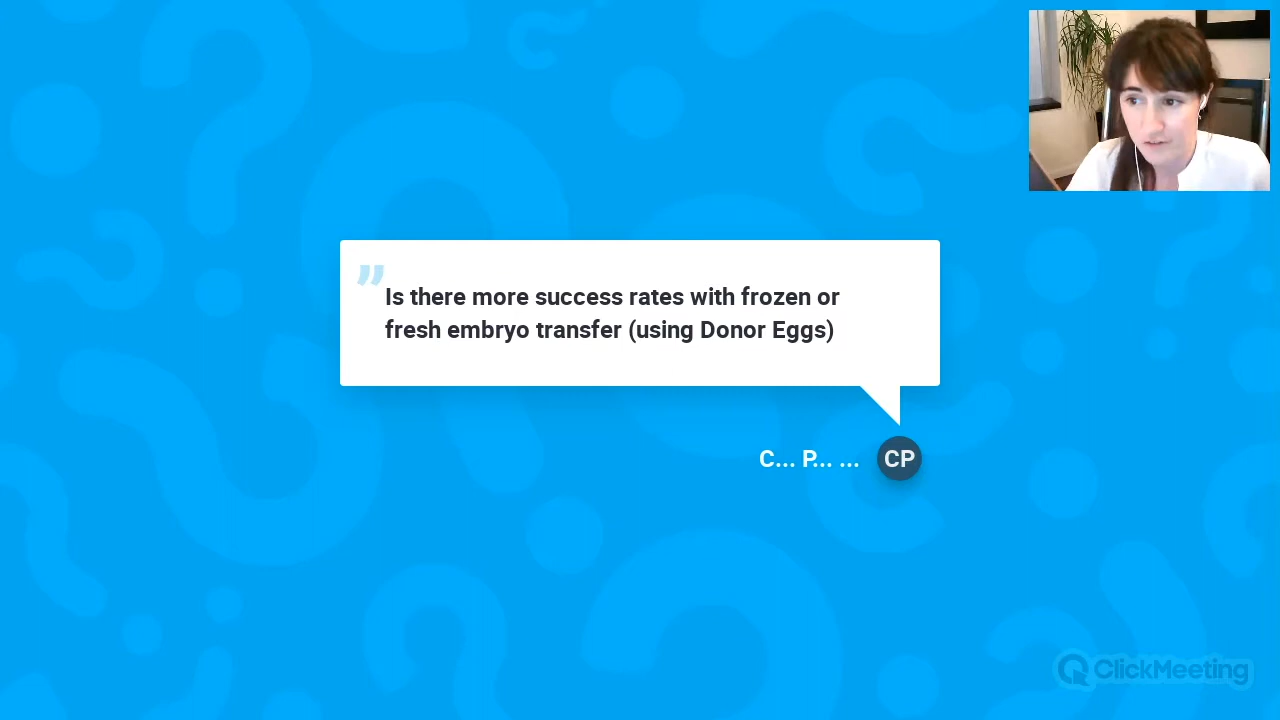 "
Is there more success rates with frozen or
fresh embryo transfer (using Donor Eggs)
C... P... ...
CP
ClickMeeting